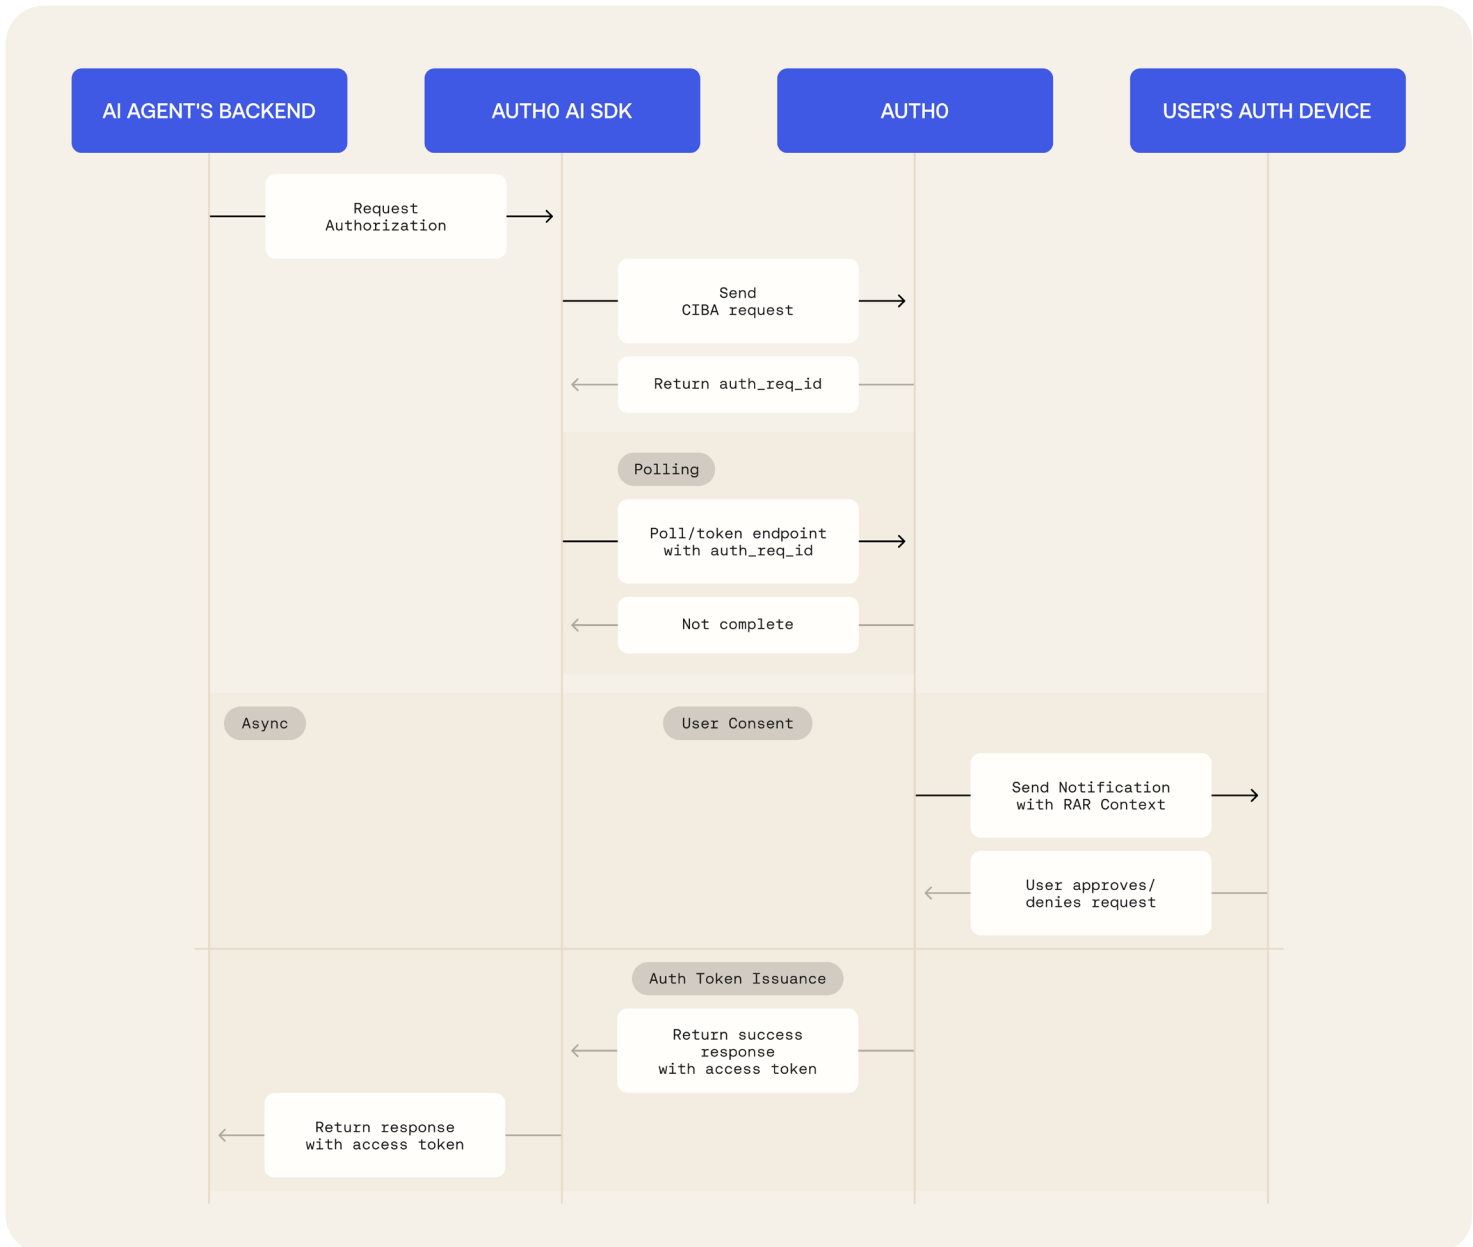 AI AGENT'S BACKEND
AUTH0 AI SDK
AUTH0
USER'S AUTH DEVICE
Request
Authorization
Send
CIBA request
Return auth_req_id
Polling
Poll/token endpoint
with auth_req_id
Not complete
Async
User Consent
Send Notification
with RAR Context
User approves/
denies request
Auth Token Issuance
Return success
response
with access token
Return response
with access token